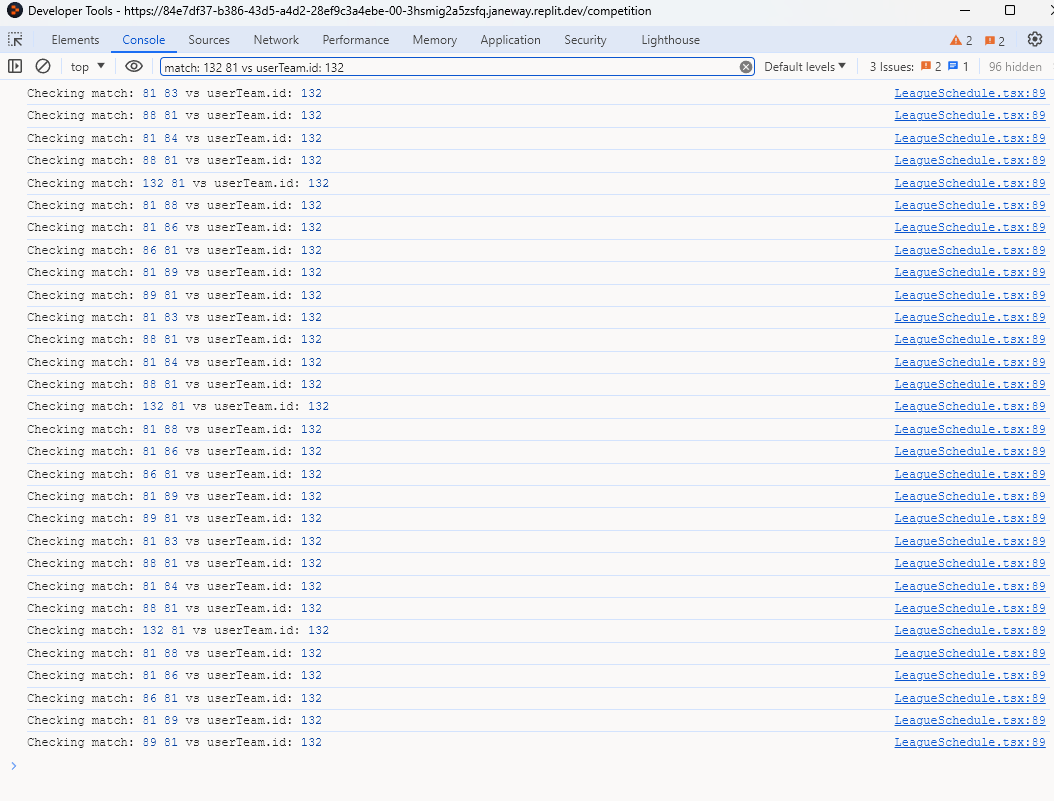 Developer Tools - https://84e7df37-b386-43d5-a4d2-28ef9c3a4ebe-00-3hsmig2a5zsfq.janeway.replit.dev/competition
Elements Console Sources Network Performance Memory Application Security Lighthouse 2 2
top match: 132 81 vs userTeam.id: 132 Default levels 3 Issues: 2 1 96 hidden
Checking match: 81 83 vs userTeam.id: 132 LeagueSchedule.tsx:89
Checking match: 88 81 vs userTeam.id: 132 LeagueSchedule.tsx:89
Checking match: 81 84 vs userTeam.id: 132 LeagueSchedule.tsx:89
Checking match: 88 81 vs userTeam.id: 132 LeagueSchedule.tsx:89
Checking match: 132 81 vs userTeam.id: 132 LeagueSchedule.tsx:89
Checking match: 81 88 vs userTeam.id: 132 LeagueSchedule.tsx:89
Checking match: 81 86 vs userTeam.id: 132 LeagueSchedule.tsx:89
Checking match: 86 81 vs userTeam.id: 132 LeagueSchedule.tsx:89
Checking match: 81 89 vs userTeam.id: 132 LeagueSchedule.tsx:89
Checking match: 89 81 vs userTeam.id: 132 LeagueSchedule.tsx:89
Checking match: 81 83 vs userTeam.id: 132 LeagueSchedule.tsx:89
Checking match: 88 81 vs userTeam.id: 132 LeagueSchedule.tsx:89
Checking match: 81 84 vs userTeam.id: 132 LeagueSchedule.tsx:89
Checking match: 88 81 vs userTeam.id: 132 LeagueSchedule.tsx:89
Checking match: 132 81 vs userTeam.id: 132 LeagueSchedule.tsx:89
Checking match: 81 88 vs userTeam.id: 132 LeagueSchedule.tsx:89
Checking match: 81 86 vs userTeam.id: 132 LeagueSchedule.tsx:89
Checking match: 86 81 vs userTeam.id: 132 LeagueSchedule.tsx:89
Checking match: 81 89 vs userTeam.id: 132 LeagueSchedule.tsx:89
Checking match: 89 81 vs userTeam.id: 132 LeagueSchedule.tsx:89
Checking match: 81 83 vs userTeam.id: 132 LeagueSchedule.tsx:89
Checking match: 88 81 vs userTeam.id: 132 LeagueSchedule.tsx:89
Checking match: 81 84 vs userTeam.id: 132 LeagueSchedule.tsx:89
Checking match: 88 81 vs userTeam.id: 132 LeagueSchedule.tsx:89
Checking match: 132 81 vs userTeam.id: 132 LeagueSchedule.tsx:89
Checking match: 81 88 vs userTeam.id: 132 LeagueSchedule.tsx:89
Checking match: 81 86 vs userTeam.id: 132 LeagueSchedule.tsx:89
Checking match: 86 81 vs userTeam.id: 132 LeagueSchedule.tsx:89
Checking match: 81 89 vs userTeam.id: 132 LeagueSchedule.tsx:89
Checking match: 89 81 vs userTeam.id: 132 LeagueSchedule.tsx:89